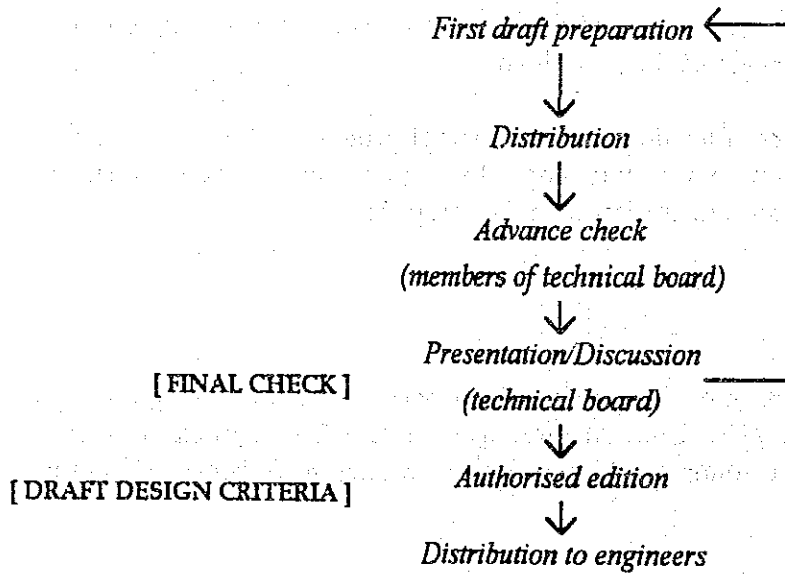 First draft preparation
Distribution
Advance check
(members of technical board)
Presentation/Discussion
[ FINAL CHECK ]
(technical board)
Authorised edition
[ DRAFT DESIGN CRITERIA ]
Distribution to engineers